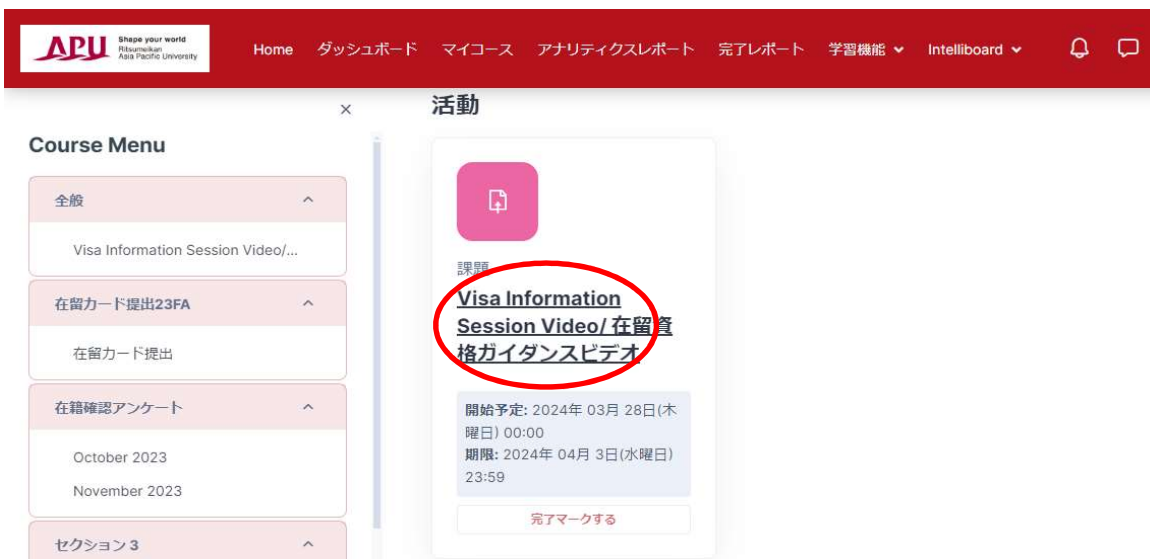 APU
Shape your world
Ritsumeikan
Asia Pacific University
Home ダッシュボード マイコース アナリティクスレポート 完了レポート 学習機能 Intelliboard
×
Course Menu
全般
Visa Information Session Video/...
在留カード提出23FA
在留カード提出
在籍確認アンケート
October 2023
November 2023
セクション 3
活動
課題
Visa Information
Session Video/ 在留資
格ガイダンスビデオ
開始予定: 2024年 03月 28日(木
曜日) 00:00
期限: 2024年 04月 3日(水曜日)
23:59
完了マークする